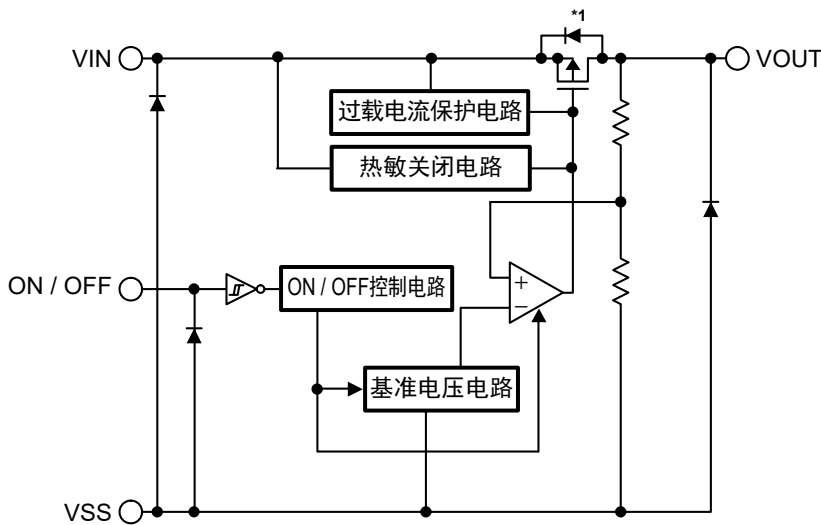 *1
VIN
VOUT
过载电流保护电路
热敏关闭电路
ON / OFF
ON / OFF控制电路
+
−
基准电压电路
VSS